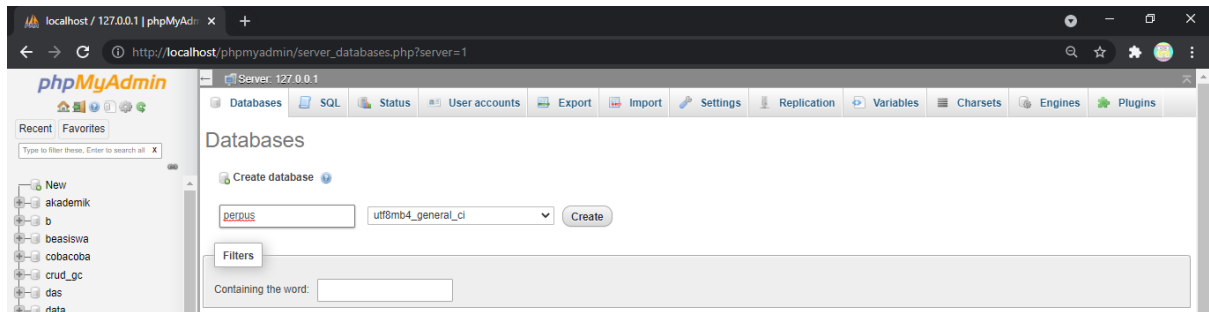 localhost / 127.0.0.1 | phpMyAdm
http://localhost/phpmyadmin/server_databases.php?server=1
phpMyAdmin
Recent Favorites
Type to filter these, Enter to search all X
New
akademik
b
beasiswa
cobacoba
crud_gc
das
data
Server: 127.0.0.1
Databases SQL Status User accounts Export Import Settings Replication Variables Charsets Engines Plugins
Databases
Create database
perpus utf8mb4_general_ci Create
Filters
Containing the word: